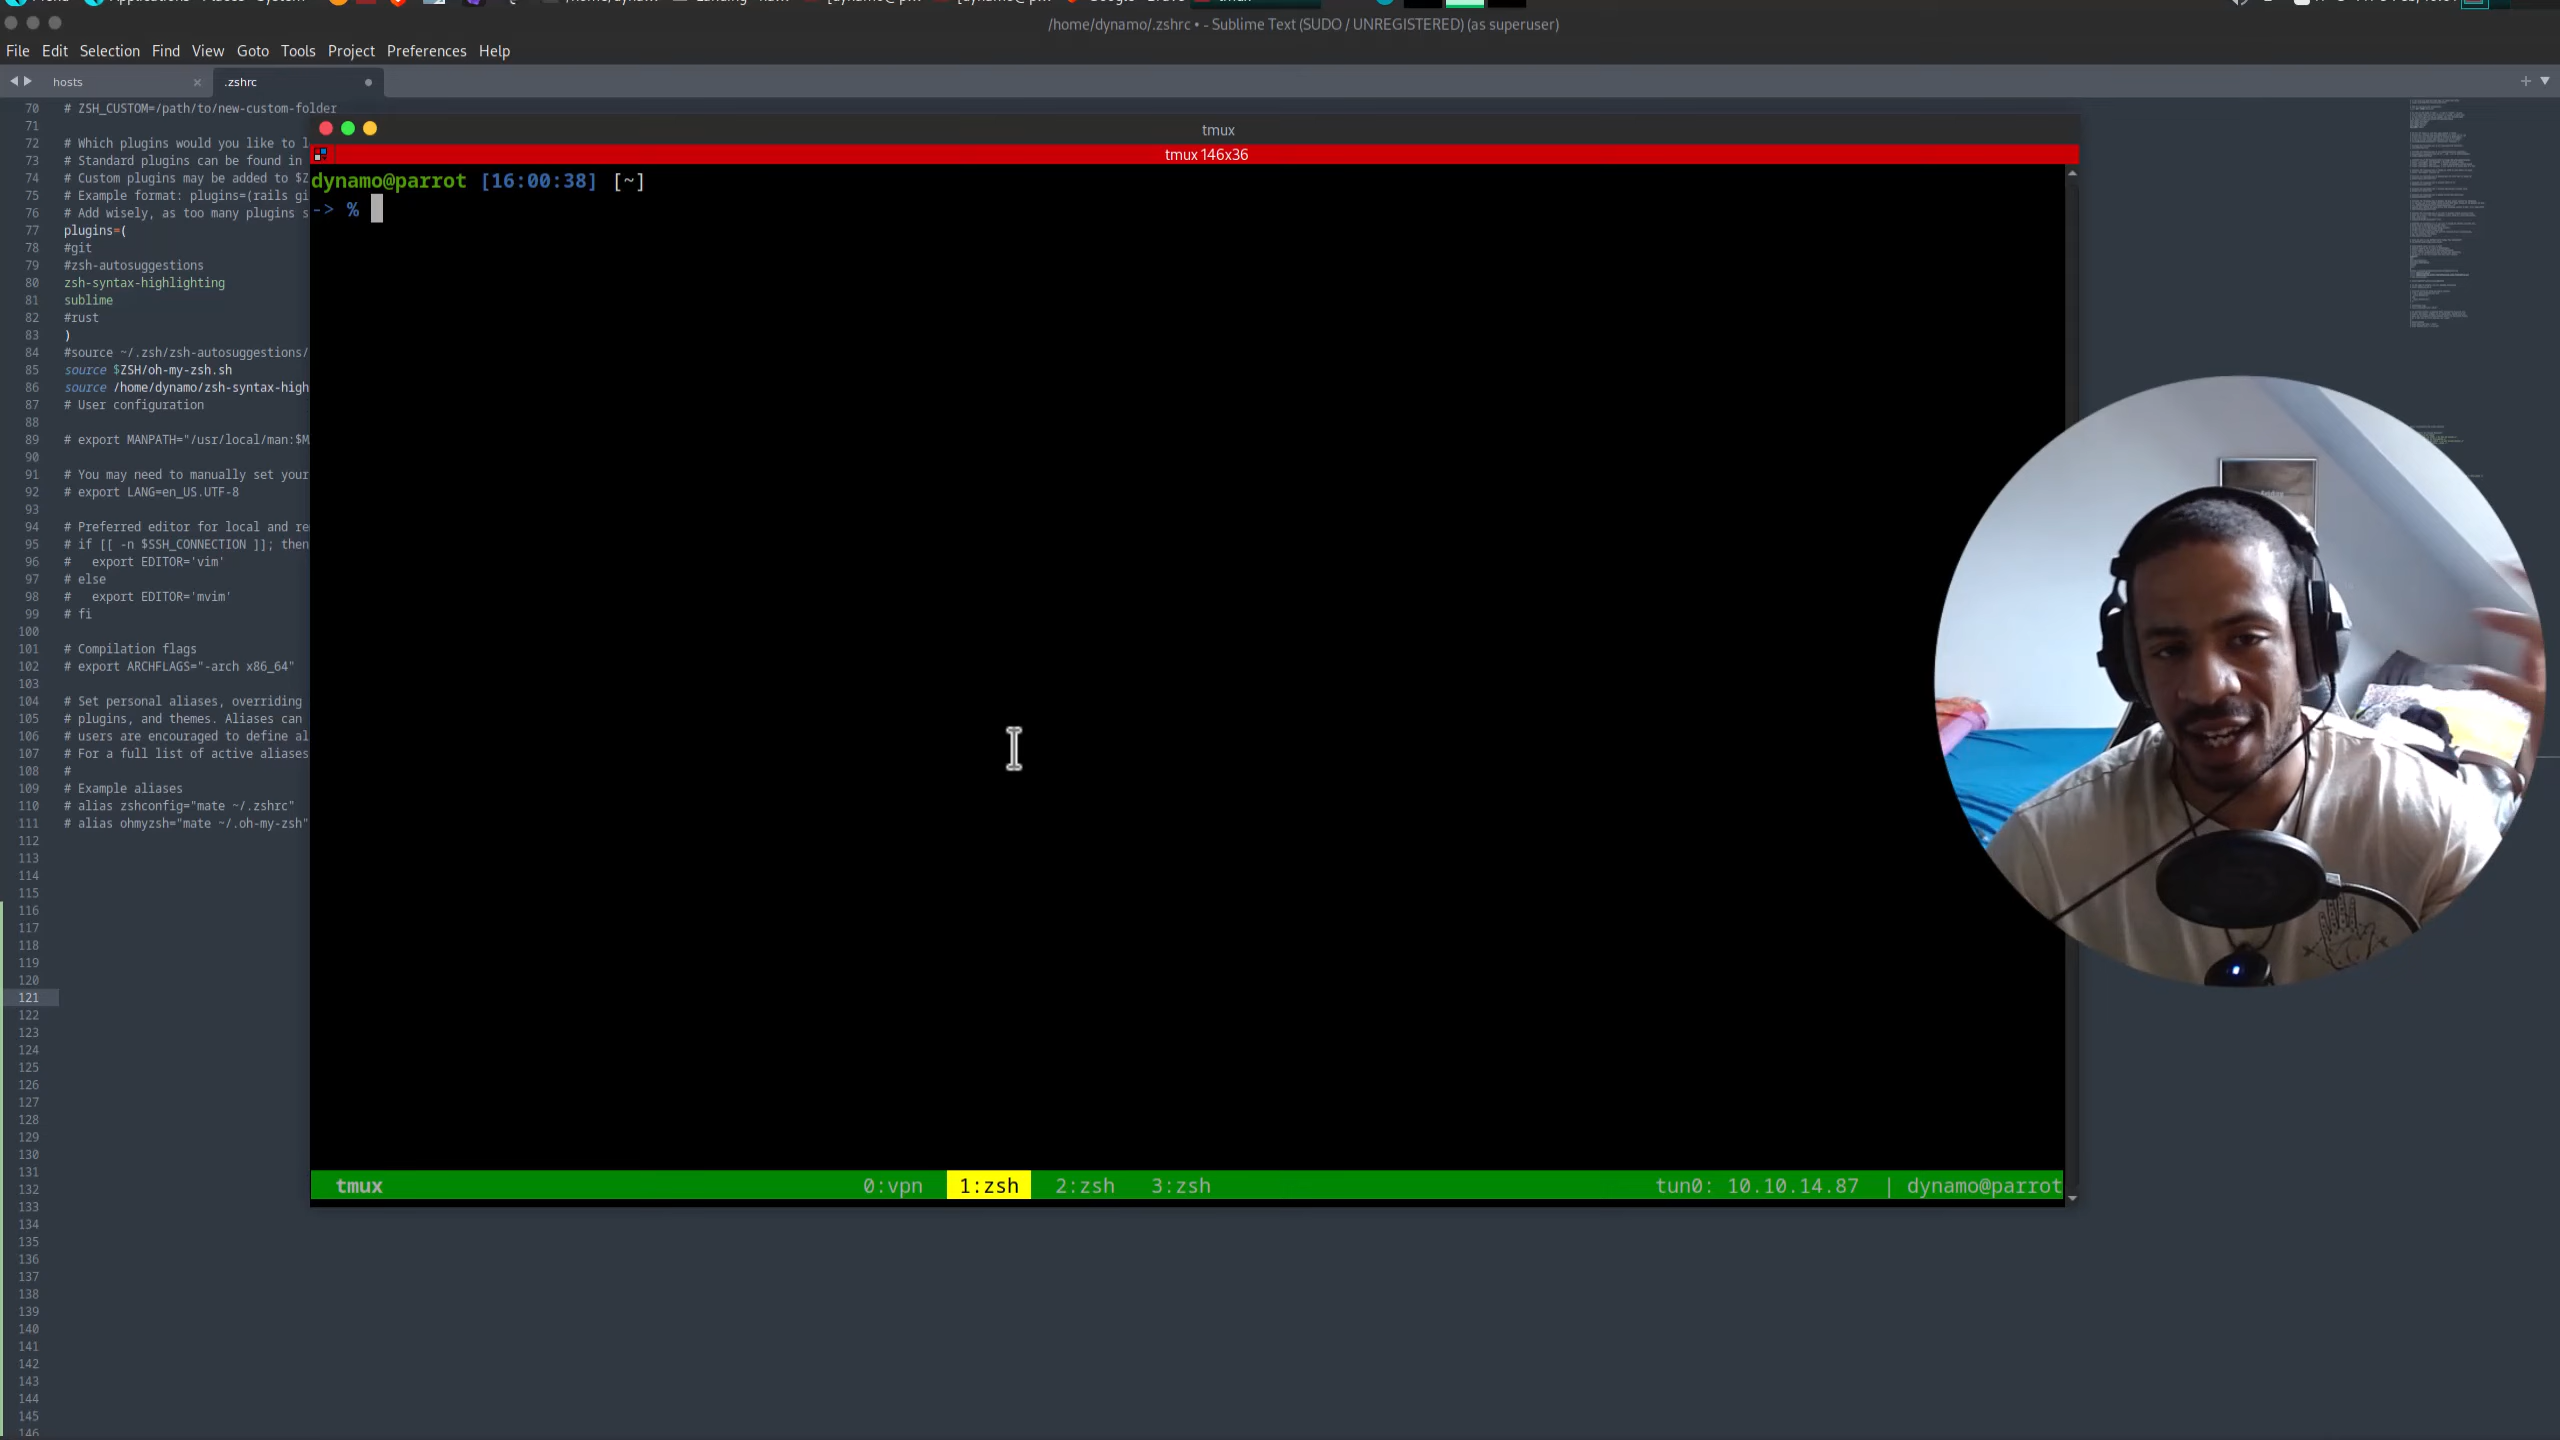 /home/dynamo/.zshrc • - Sublime Text (SUDO / UNREGISTERED) (as superuser)
File Edit Selection Find View Goto Tools Project Preferences Help
hosts
.zshrc
70 # ZSH_CUSTOM=/path/to/new-custom-folder
71
72 # Which plugins would you like to l
73 # Standard plugins can be found in
74 # Custom plugins may be added to $Z
75 # Example format: plugins=(rails gi
76 # Add wisely, as too many plugins s
77 plugins=(
78 #git
79 #zsh-autosuggestions
80 zsh-syntax-highlighting
81 sublime
82 #rust
83 )
84 #source ~/.zsh/zsh-autosuggestions/
85 source $ZSH/oh-my-zsh.sh
86 source /home/dynamo/zsh-syntax-high
87 # User configuration
88
89 # export MANPATH="/usr/local/man:$M
90
91 # You may need to manually set your
92 # export LANG=en_US.UTF-8
93
94 # Preferred editor for local and re
95 # if [[ -n $SSH_CONNECTION ]]; then
96 #   export EDITOR='vim'
97 # else
98 #   export EDITOR='mvim'
99 # fi
100
101 # Compilation flags
102 # export ARCHFLAGS="-arch x86_64"
103
104 # Set personal aliases, overriding
105 # plugins, and themes. Aliases can
106 # users are encouraged to define al
107 # For a full list of active aliases
108 #
109 # Example aliases
110 # alias zshconfig="mate ~/.zshrc"
111 # alias ohmyzsh="mate ~/.oh-my-zsh"
112
113
114
115
116
117
118
119
120
121
122
123
124
125
126
127
128
129
130
131
132
133
134
135
136
137
138
139
140
141
142
143
144
145
146
tmux
tmux 146x36
dynamo@parrot [16:00:38] [~]
-> %
tmux 0:vpn 1:zsh 2:zsh 3:zsh tun0: 10.10.14.87 | dynamo@parrot